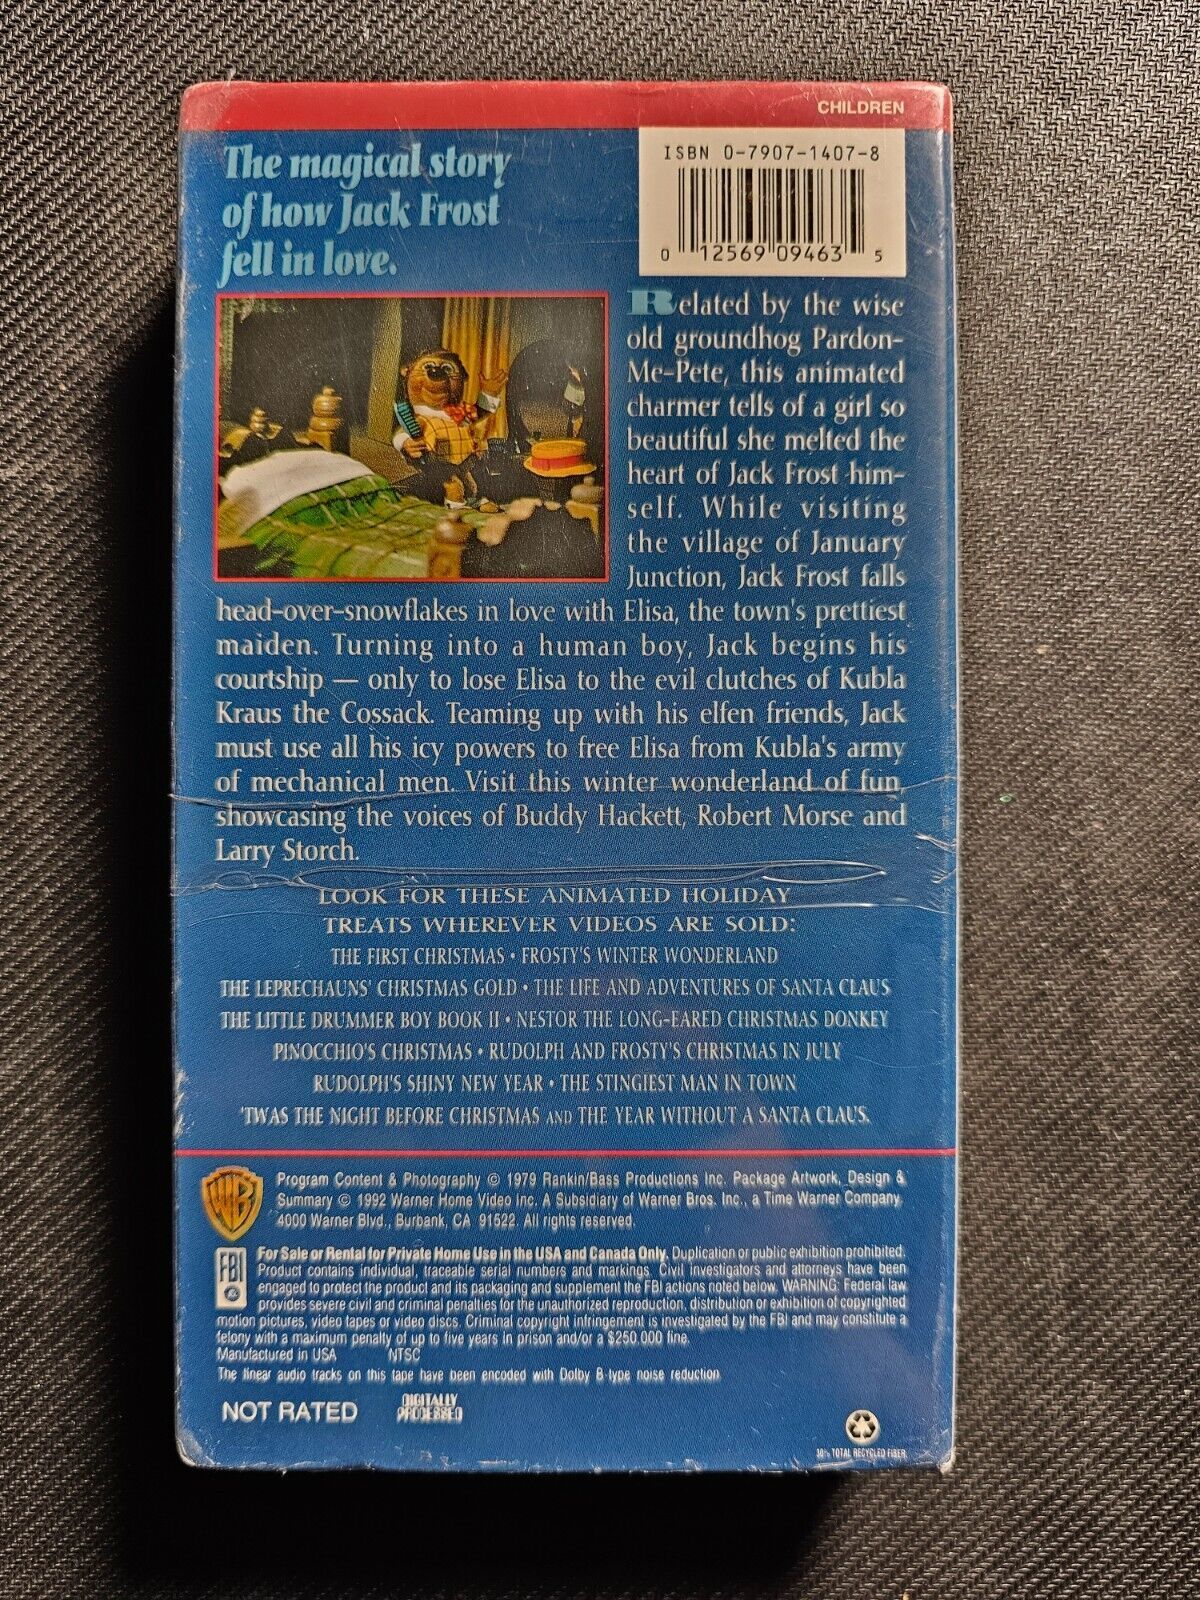 CHILDREN
The magical story
of how Jack Frost
fell in love.
ISBN 0-7907-1407-8
0 12569 09463 5
Related by the wise
old groundhog Pardon-
Me-Pete, this animated
charmer tells of a girl so
beautiful she melted the
heart of Jack Frost him-
self. While visiting
the village of January
Junction, Jack Frost falls
head-over-snowflakes in love with Elisa, the town's prettiest
maiden. Turning into a human boy, Jack begins his
courtship — only to lose Elisa to the evil clutches of Kubla
Kraus the Cossack. Teaming up with his elfen friends, Jack
must use all his icy powers to free Elisa from Kubla's army
of mechanical men. Visit this winter wonderland of fun,
showcasing the voices of Buddy Hackett, Robert Morse and
Larry Storch.
LOOK FOR THESE ANIMATED HOLIDAY
TREATS WHEREVER VIDEOS ARE SOLD:
THE FIRST CHRISTMAS • FROSTY'S WINTER WONDERLAND
THE LEPRECHAUNS' CHRISTMAS GOLD • THE LIFE AND ADVENTURES OF SANTA CLAUS
THE LITTLE DRUMMER BOY BOOK II • NESTOR THE LONG-EARED CHRISTMAS DONKEY
PINOCCHIO'S CHRISTMAS • RUDOLPH AND FROSTY'S CHRISTMAS IN JULY
RUDOLPH'S SHINY NEW YEAR • THE STINGIEST MAN IN TOWN
'TWAS THE NIGHT BEFORE CHRISTMAS AND THE YEAR WITHOUT A SANTA CLAUS.
WB
Program Content & Photography © 1979 Rankin/Bass Productions Inc. Package Artwork, Design &
Summary © 1992 Warner Home Video Inc. A Subsidiary of Warner Bros. Inc., a Time Warner Company.
4000 Warner Blvd., Burbank, CA 91522. All rights reserved.
FBI
For Sale or Rental for Private Home Use in the USA and Canada Only. Duplication or public exhibition prohibited.
Product contains individual, traceable serial numbers and markings. Civil investigators and attorneys have been
engaged to protect the product and its packaging and supplement the FBI actions noted below. WARNING: Federal law
provides severe civil and criminal penalties for the unauthorized reproduction, distribution or exhibition of copyrighted
motion pictures, video tapes or video discs. Criminal copyright infringement is investigated by the FBI and may constitute a
felony with a maximum penalty of up to five years in prison and/or a $250,000 fine.
Manufactured in USA NTSC
The linear audio tracks on this tape have been encoded with Dolby B-type noise reduction
NOT RATED
DIGITALLY
PROCESSED
30% TOTAL RECYCLED FIBER